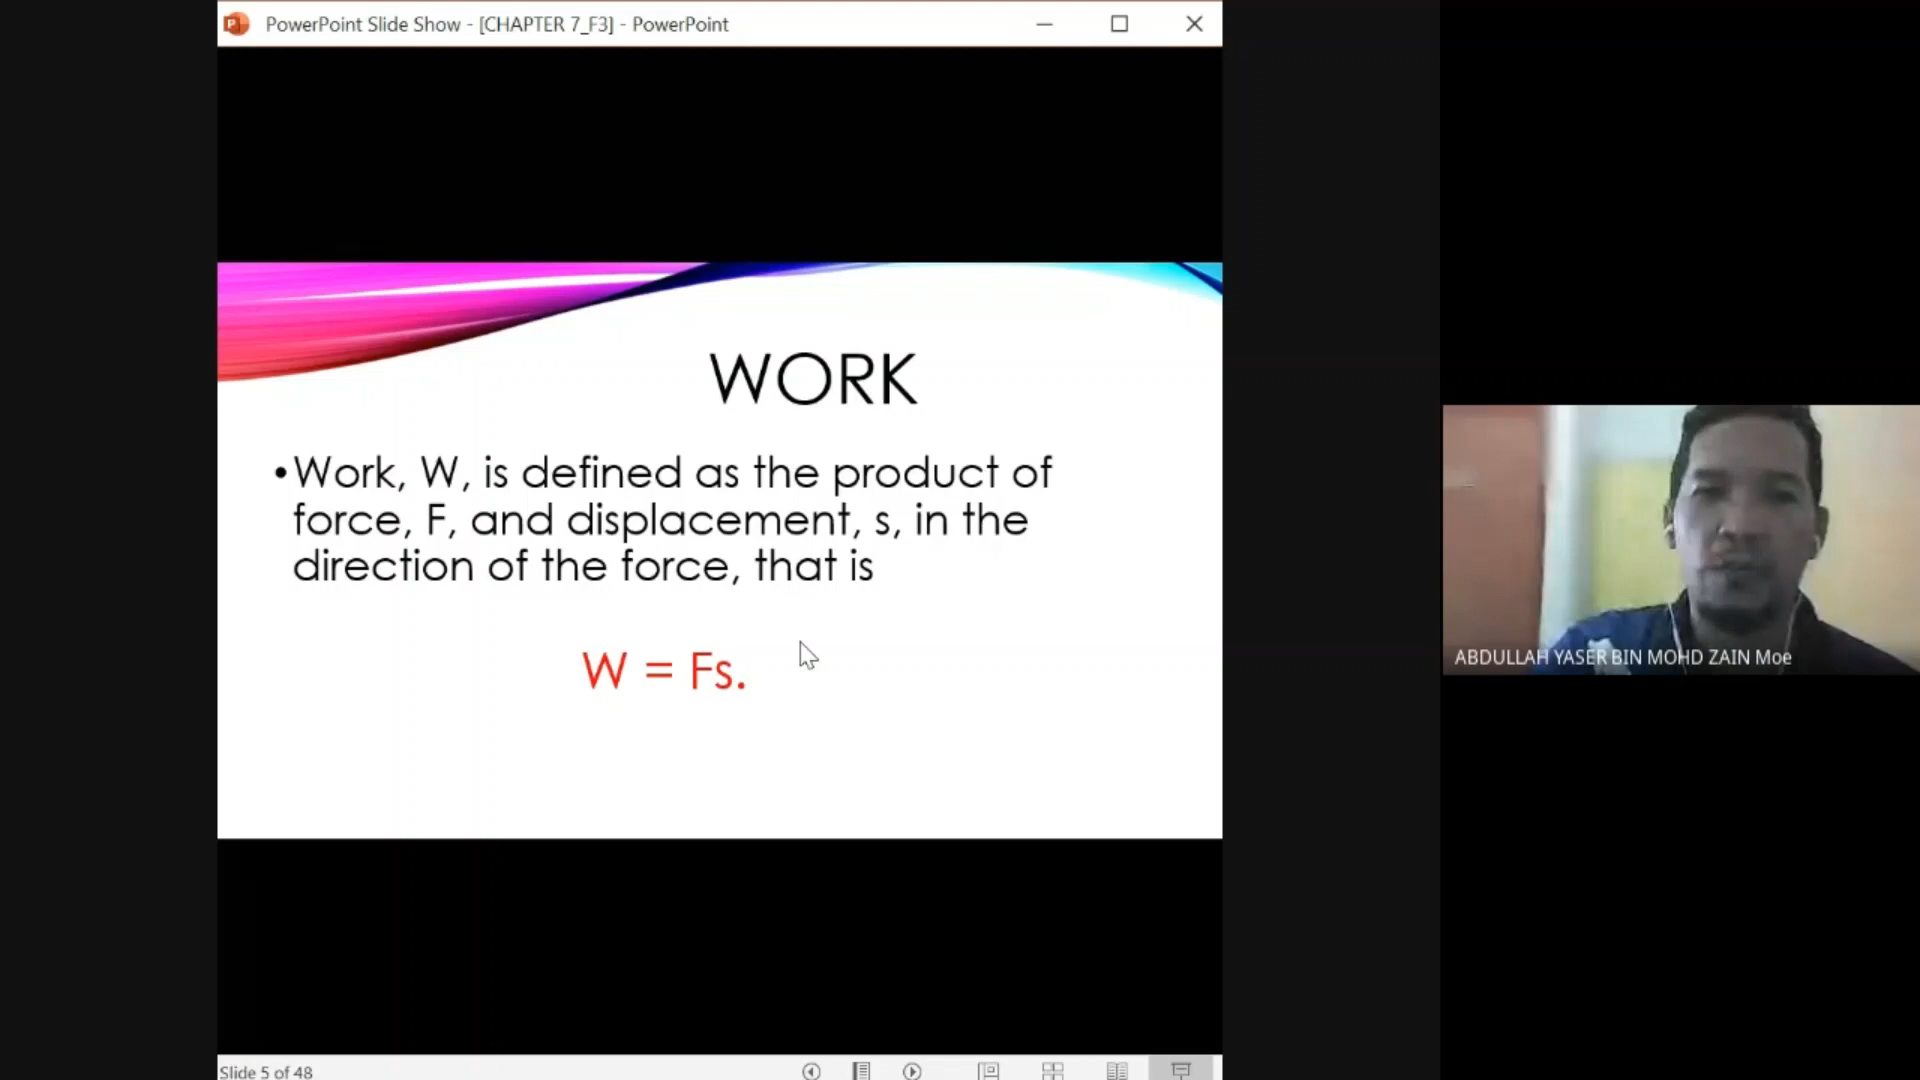 PowerPoint Slide Show - [CHAPTER 7_F3] - PowerPoint
WORK
•Work, W, is defined as the product of
force, F, and displacement, s, in the
direction of the force, that is
W = Fs.
ABDULLAH YASER BIN MOHD ZAIN Moe
Slide 5 of 48